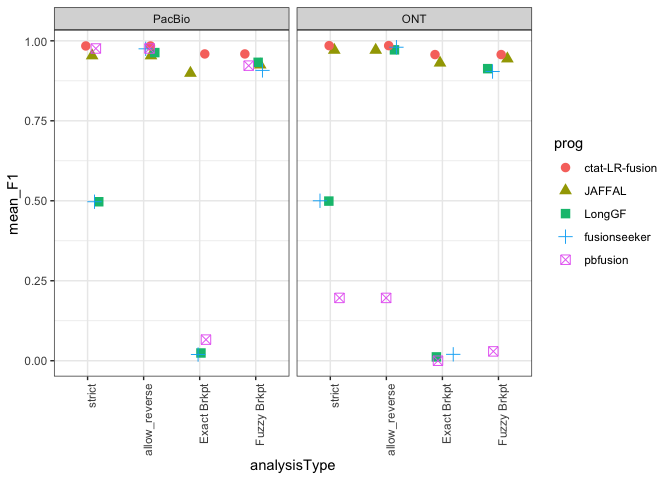 PacBio
ONT
mean_F1
1.00
0.75
0.50
0.25
0.00
strict
allow_reverse
Exact Brkpt
Fuzzy Brkpt
strict
allow_reverse
Exact Brkpt
Fuzzy Brkpt
analysisType
prog
ctat-LR-fusion
JAFFAL
LongGF
fusionseeker
pbfusion